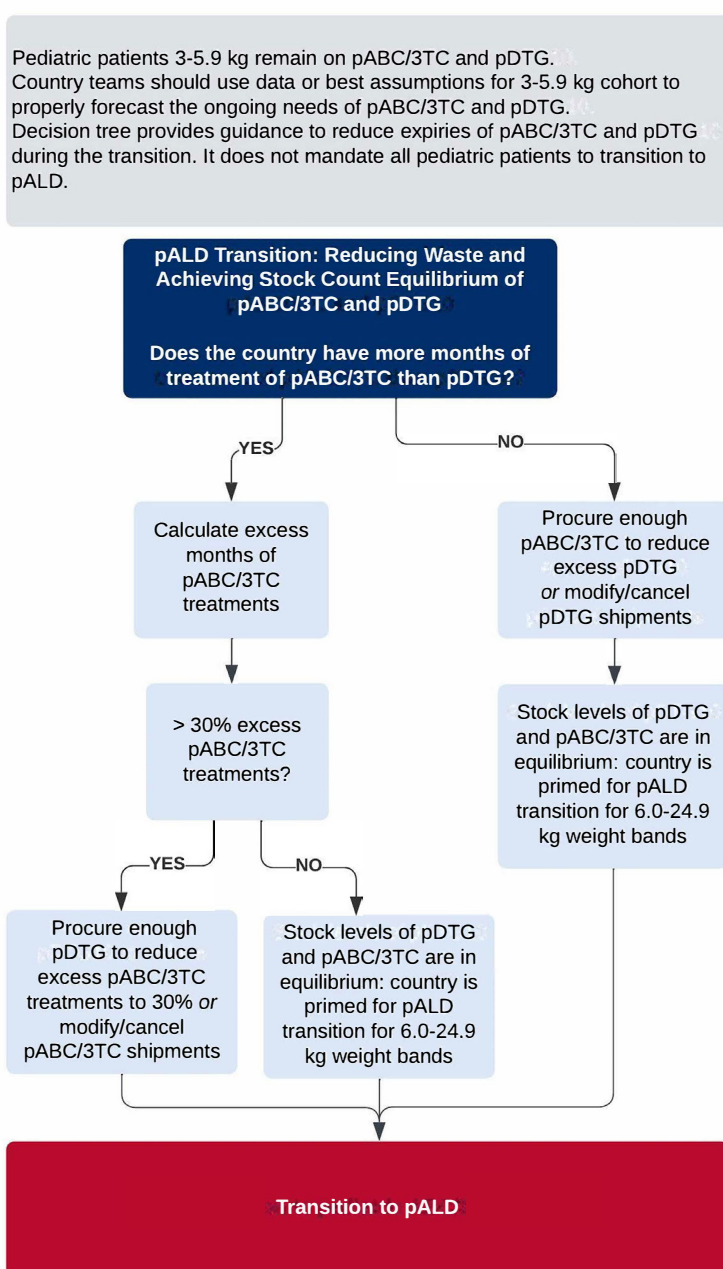 Pediatric patients 3-5.9 kg remain on pABC/3TC and pDTG.
Country teams should use data or best assumptions for 3-5.9 kg cohort to
properly forecast the ongoing needs of pABC/3TC and pDTG.
Decision tree provides guidance to reduce expiries of pABC/3TC and pDTG
during the transition. It does not mandate all pediatric patients to transition to
pALD.
pALD Transition: Reducing Waste and
Achieving Stock Count Equilibrium of
pABC/3TC and pDTG
Does the country have more months of
treatment of pABC/3TC than pDTG?
YES
NO
Calculate excess
months of
pABC/3TC
treatments
Procure enough
pABC/3TC to reduce
excess pDTG
or modify/cancel
pDTG shipments
> 30% excess
pABC/3TC
treatments?
Stock levels of pDTG
and pABC/3TC are in
equilibrium: country is
primed for pALD
transition for 6.0-24.9
kg weight bands
YES
NO
Procure enough
pDTG to reduce
excess pABC/3TC
treatments to 30% or
modify/cancel
pABC/3TC shipments
Stock levels of pDTG
and pABC/3TC are in
equilibrium: country is
primed for pALD
transition for 6.0-24.9
kg weight bands
Transition to pALD